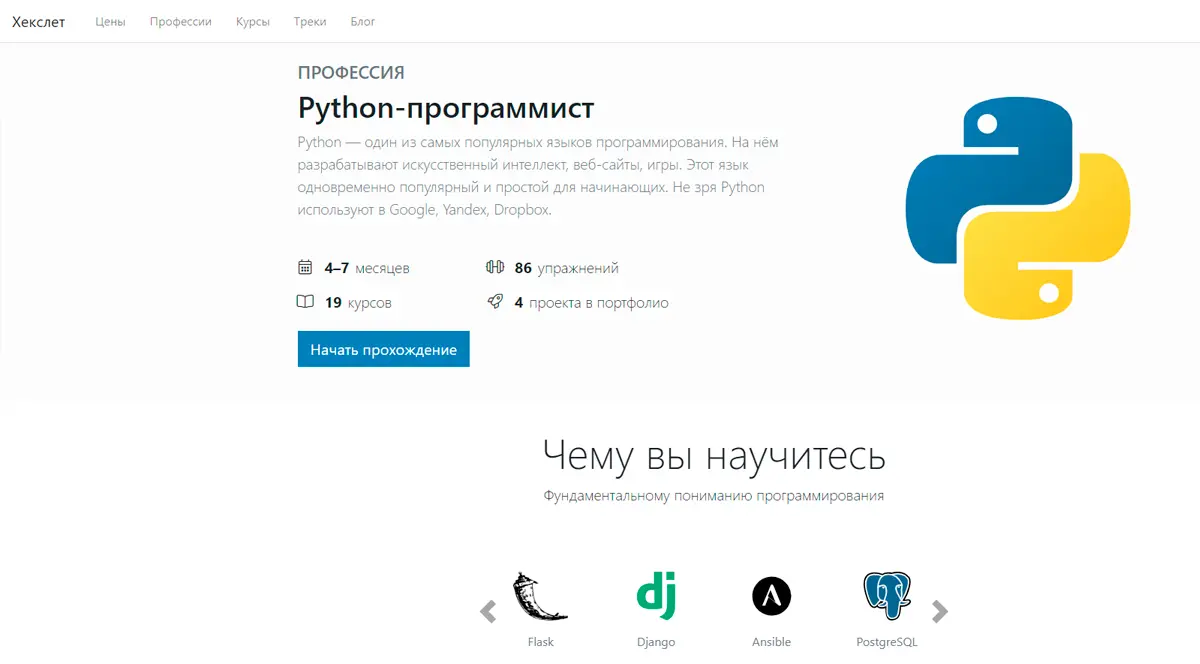 Хекслет Цены Профессии Курсы Треки Блог
ПРОФЕССИЯ
Python-программист
Python — один из самых популярных языков программирования. На нём
разрабатывают искусственный интеллект, веб-сайты, игры. Этот язык
одновременно популярный и простой для начинающих. Не зря Python
используют в Google, Yandex, Dropbox.
4–7 месяцев 86 упражнений
19 курсов 4 проекта в портфолио
Начать прохождение
Чему вы научитесь
Фундаментальному пониманию программирования
dj
Flask Django Ansible PostgreSQL